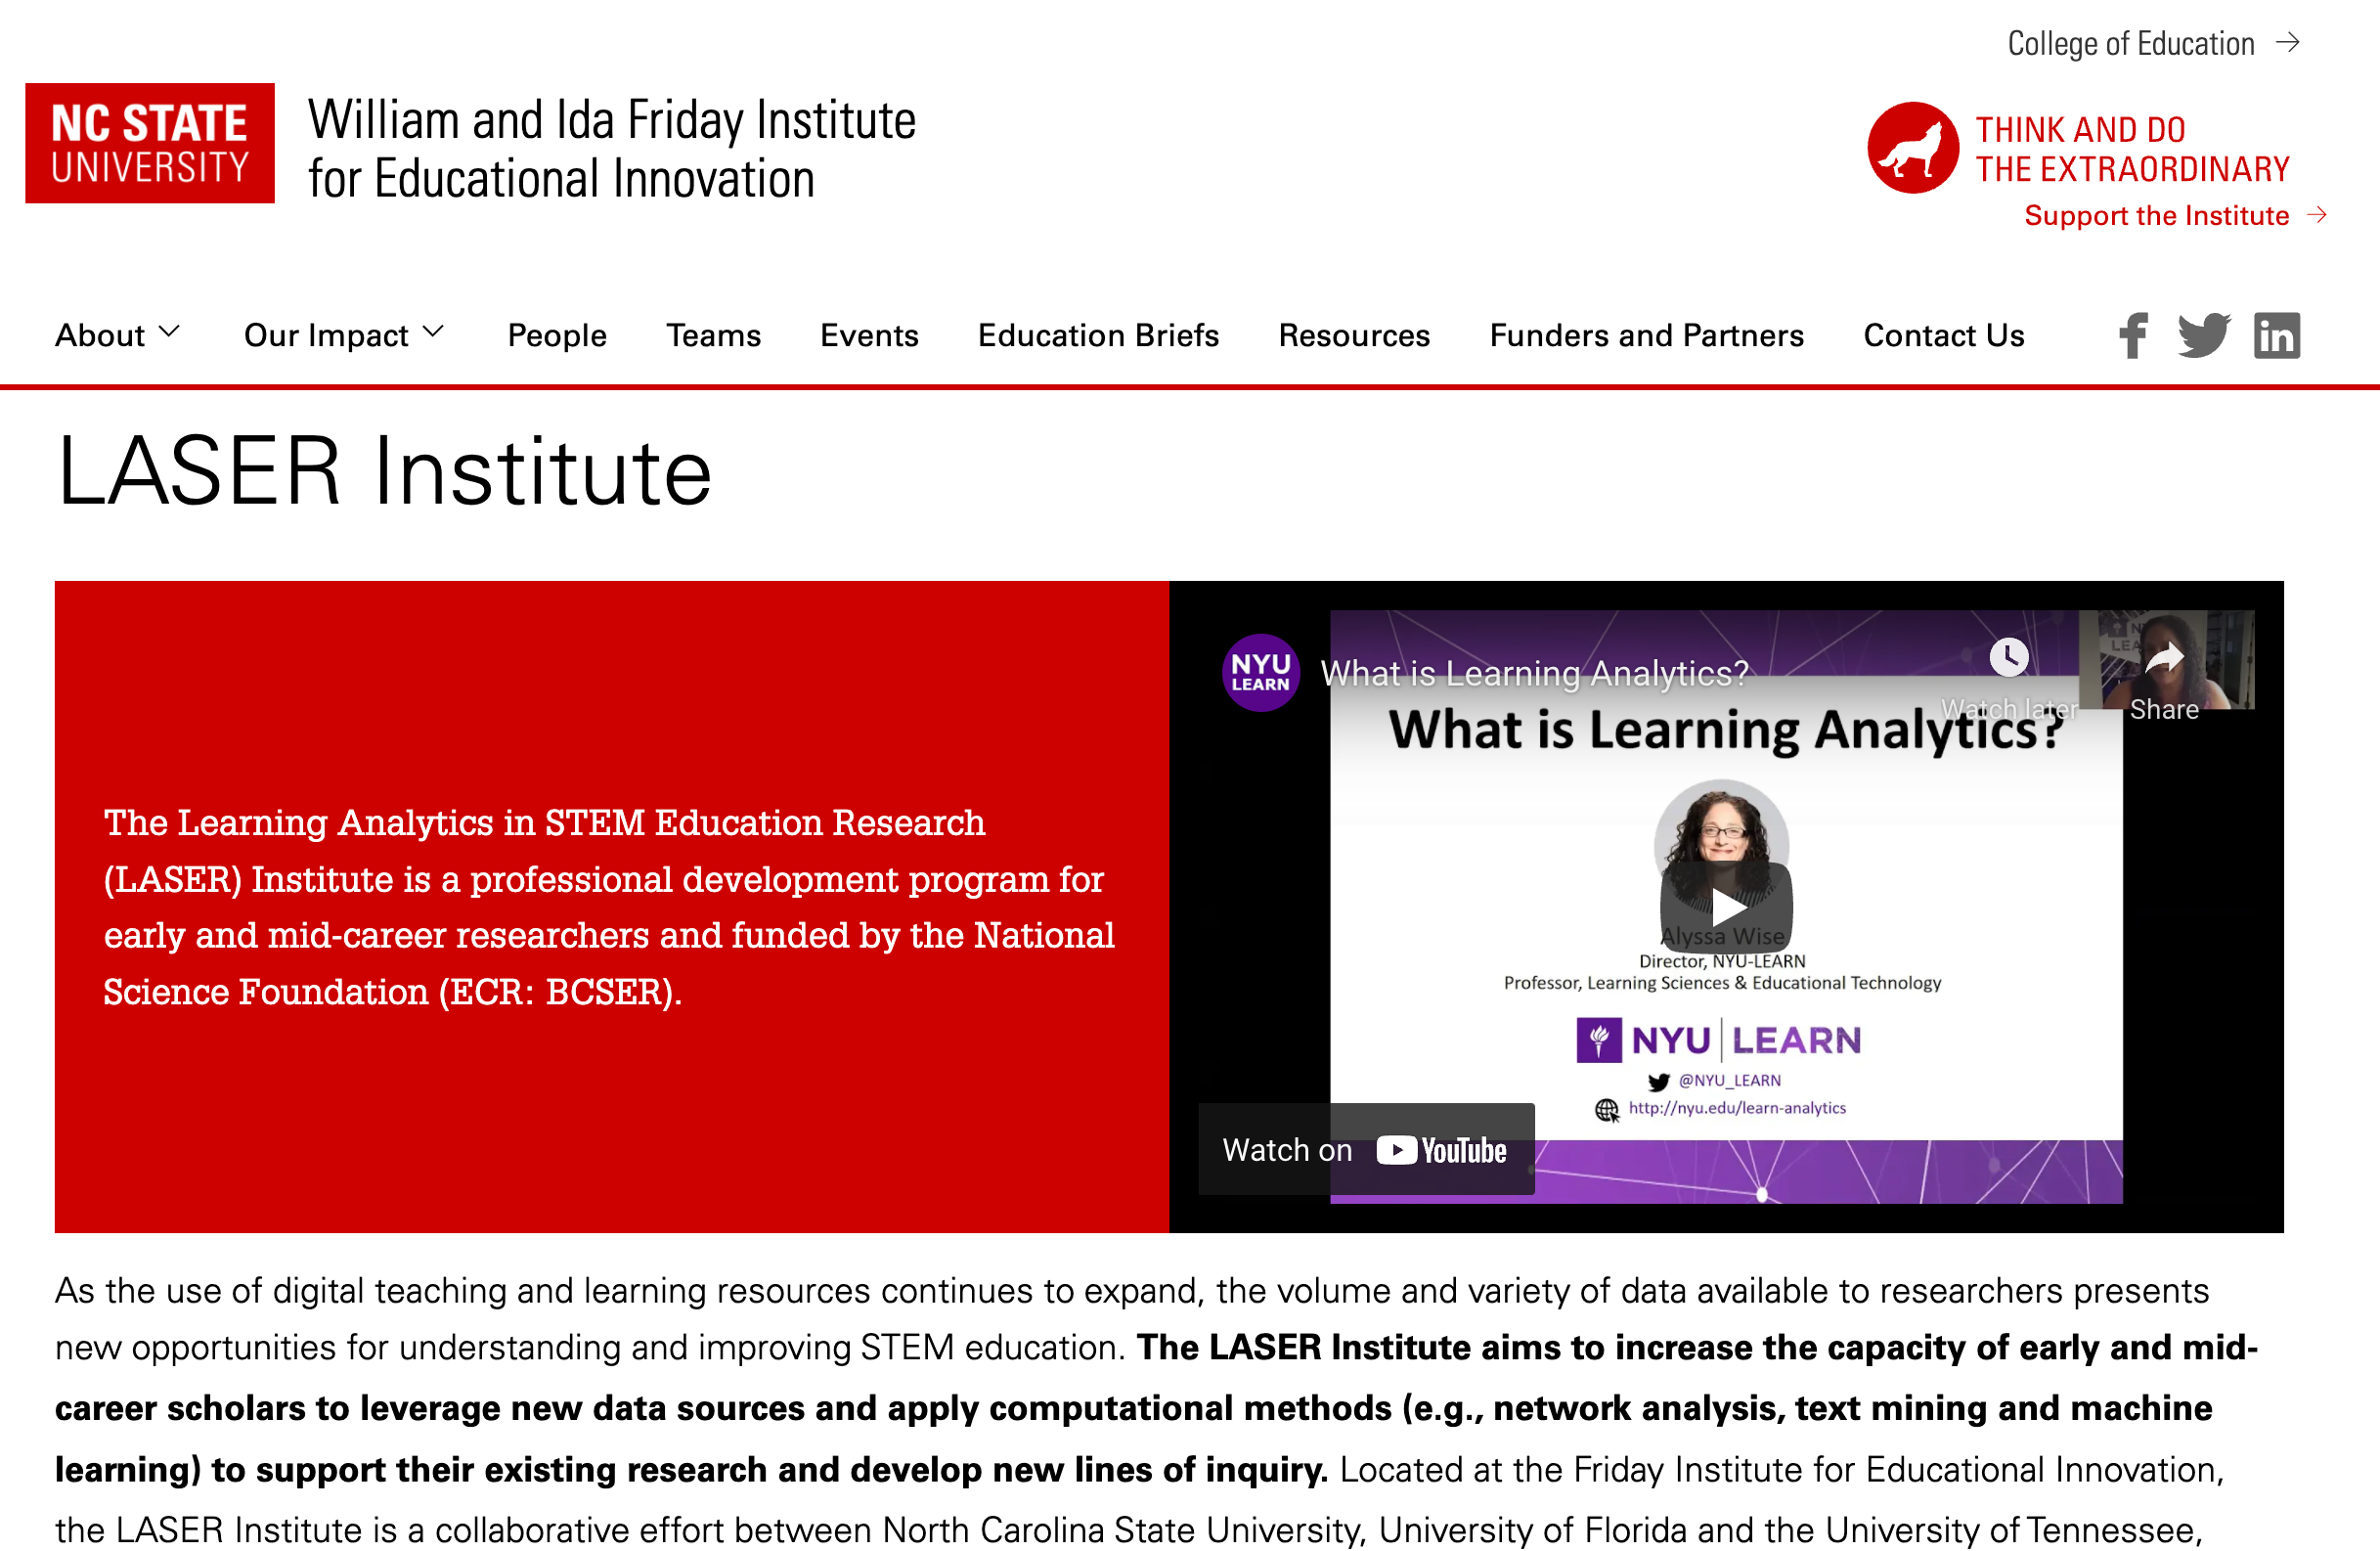 College of Education
NC STATE
UNIVERSITY
William and Ida Friday Institute
for Educational Innovation
THINK AND DO
THE EXTRAORDINARY
Support the Institute
About
Our Impact
People
Teams
Events
Education Briefs
Resources
Funders and Partners
Contact Us
LASER Institute
The Learning Analytics in STEM Education Research
(LASER) Institute is a professional development program for
early and mid-career researchers and funded by the National
Science Foundation (ECR: BCSER).
NYU
LEARN
What is Learning Analytics?
Watch later
Share
What is Learning Analytics?
Alyssa Wise
Director, NYU-LEARN
Professor, Learning Sciences & Educational Technology
NYU LEARN
@NYU_LEARN
http://nyu.edu/learn-analytics
Watch on YouTube
As the use of digital teaching and learning resources continues to expand, the volume and variety of data available to researchers presents
new opportunities for understanding and improving STEM education. The LASER Institute aims to increase the capacity of early and mid-
career scholars to leverage new data sources and apply computational methods (e.g., network analysis, text mining and machine
learning) to support their existing research and develop new lines of inquiry. Located at the Friday Institute for Educational Innovation,
the LASER Institute is a collaborative effort between North Carolina State University, University of Florida and the University of Tennessee,